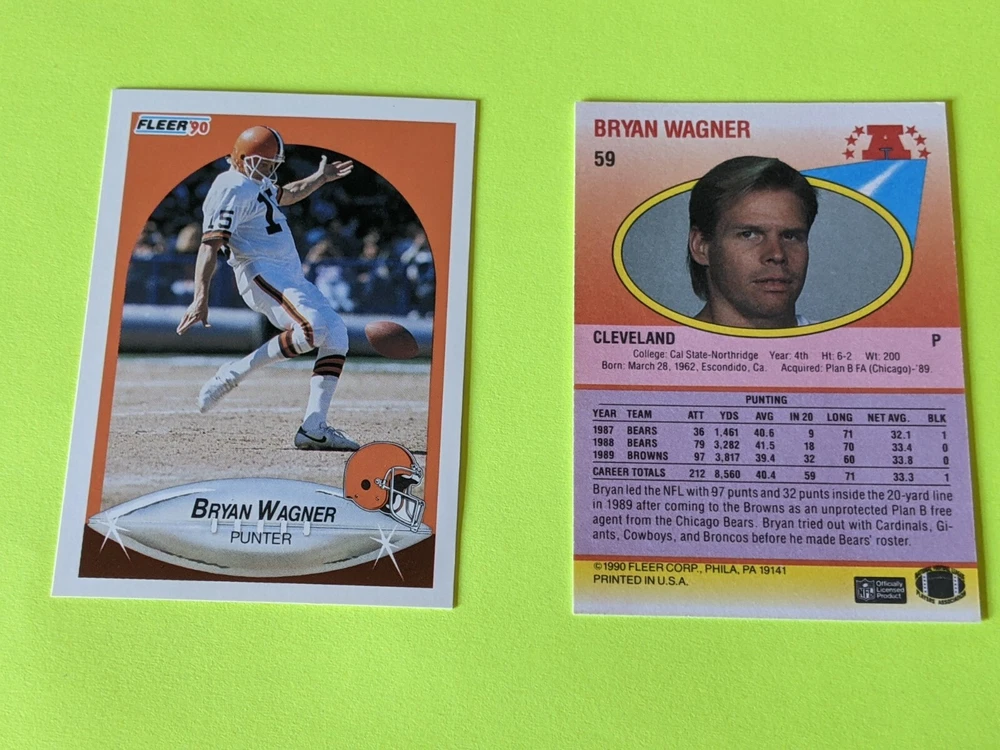 FLEER '90
15
BRYAN WAGNER
PUNTER
BRYAN WAGNER
59
A
CLEVELAND P
College: Cal State-Northridge Year: 4th Ht: 6-2 Wt: 200
Born: March 28, 1962, Escondido, Ca. Acquired: Plan B FA (Chicago)-'89.
PUNTING
YEAR TEAM ATT YDS AVG IN 20 LONG NET AVG. BLK
1987 BEARS 36 1,461 40.6 9 71 32.1 1
1988 BEARS 79 3,282 41.5 18 70 33.4 0
1989 BROWNS 97 3,817 39.4 32 60 33.8 0
CAREER TOTALS 212 8,560 40.4 59 71 33.3 1
Bryan led the NFL with 97 punts and 32 punts inside the 20-yard line
in 1989 after coming to the Browns as an unprotected Plan B free
agent from the Chicago Bears. Bryan tried out with Cardinals, Gi-
ants, Cowboys, and Broncos before he made Bears' roster.
©1990 FLEER CORP., PHILA, PA 19141
PRINTED IN U.S.A.
NFL
Officially
Licensed
Product